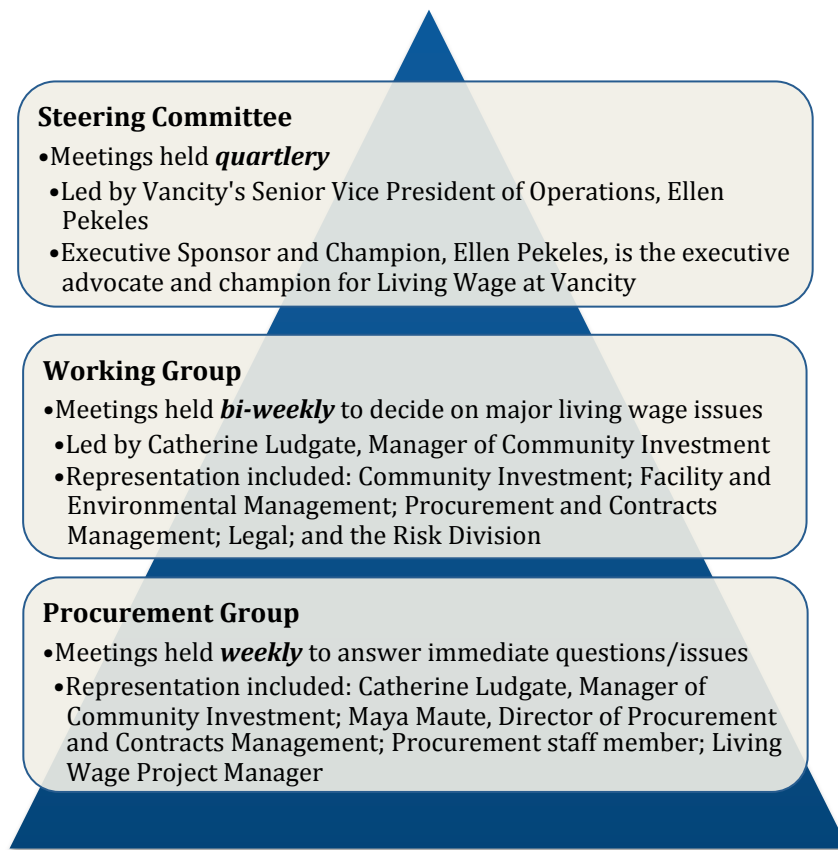 Steering Committee
•Meetings held quartlery
•Led by Vancity's Senior Vice President of Operations, Ellen
Pekeles
•Executive Sponsor and Champion, Ellen Pekeles, is the executive
advocate and champion for Living Wage at Vancity
Working Group
•Meetings held bi-weekly to decide on major living wage issues
•Led by Catherine Ludgate, Manager of Community Investment
•Representation included: Community Investment; Facility and
Environmental Management; Procurement and Contracts
Management; Legal; and the Risk Division
Procurement Group
•Meetings held weekly to answer immediate questions/issues
•Representation included: Catherine Ludgate, Manager of
Community Investment; Maya Maute, Director of Procurement
and Contracts Management; Procurement staff member; Living
Wage Project Manager